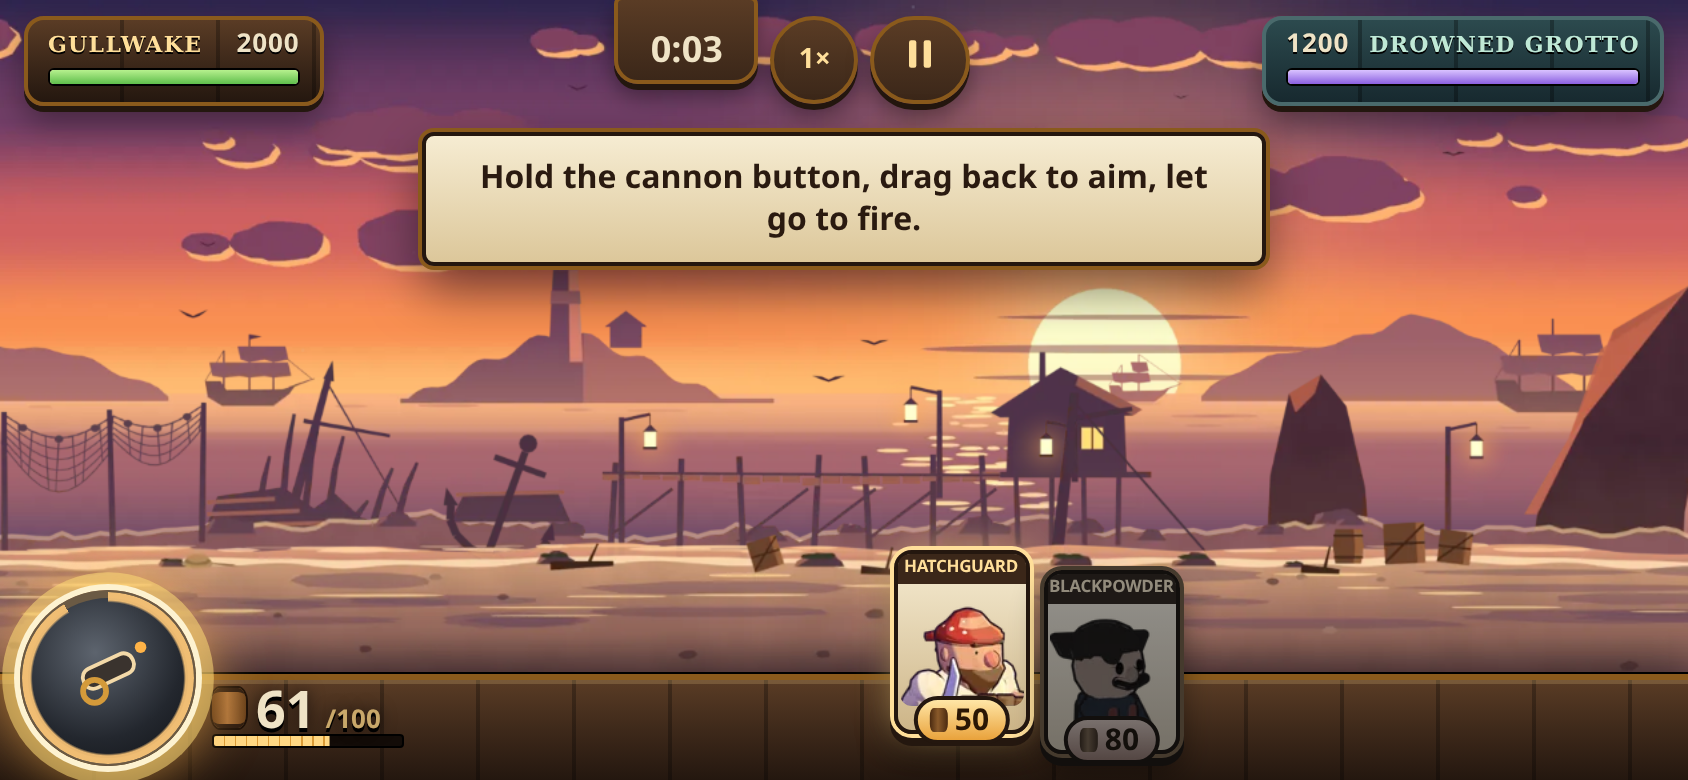 GULLWAKE 2000
0:03
1×
1200 DROWNED GROTTO
Hold the cannon button, drag back to aim, let
go to fire.
HATCHGUARD
50
BLACKPOWDER
80
61 /100